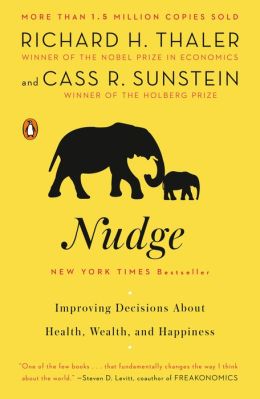 MORE THAN 1.5 MILLION COPIES SOLD
RICHARD H. THALER
WINNER OF THE NOBEL PRIZE IN ECONOMICS
and CASS R. SUNSTEIN
WINNER OF THE HOLBERG PRIZE
Nudge
NEW YORK TIMES Bestseller
Improving Decisions About
Health, Wealth, and Happiness
“One of the few books . . . that fundamentally changes the way I think
about the world.” —Steven D. Levitt, coauthor of FREAKONOMICS